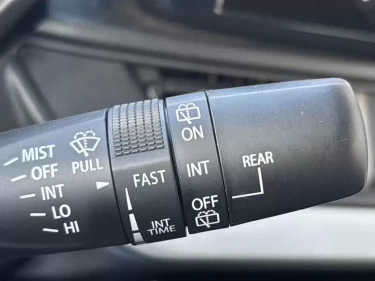 MIST
OFF
INT
LO
HI
PULL
FAST
INT
TIME
ON
INT
OFF
REAR